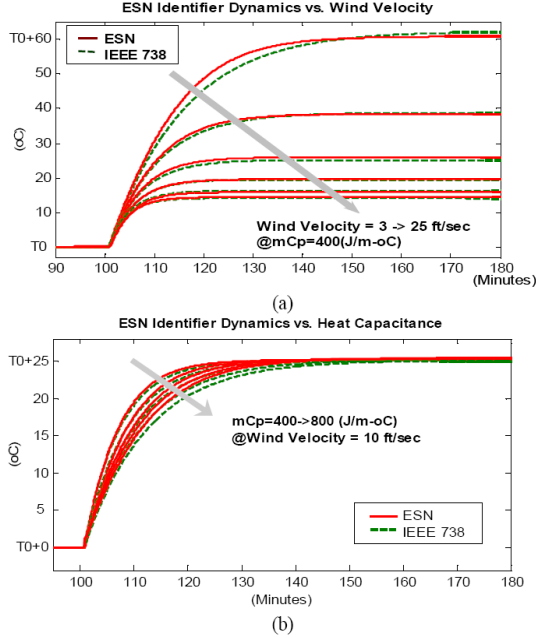 (a)
ESN Identifier Dynamics vs. Wind Velocity
T0+60
50
40
30
20
10
T0
(oC)
ESN
IEEE 738
Wind Velocity = 3 -> 25 ft/sec
@mCp=400(J/m-oC)
90 100 110 120 130 140 150 160 170 180
(Minutes)
(a)
ESN Identifier Dynamics vs. Heat Capacitance
T0+25
20
15
10
5
T0+0
(oC)
mCp=400->800 (J/m-oC)
@Wind Velocity = 10 ft/sec
ESN
IEEE 738
100 110 120 130 140 150 160 170 180
(Minutes)
(b)